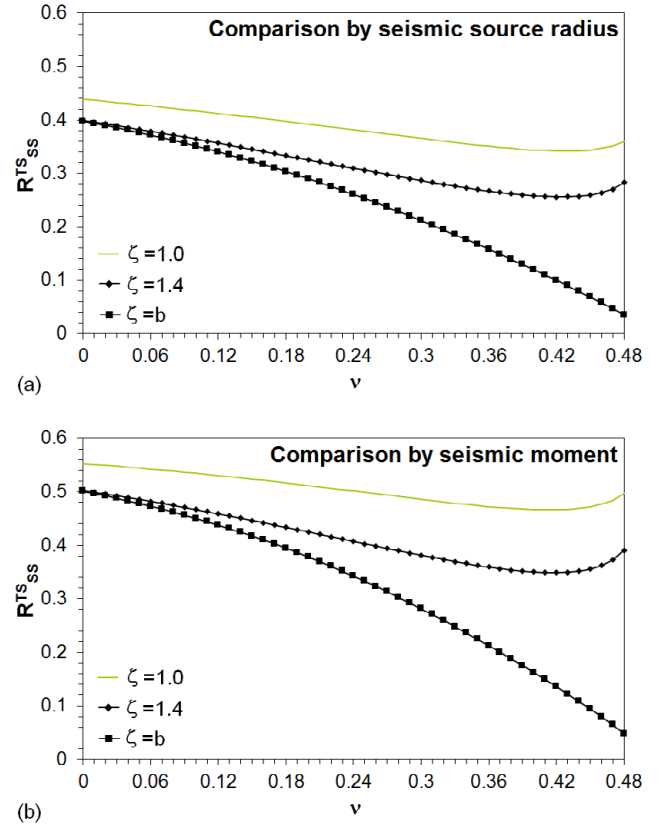 Comparison by seismic source radius
0.6
0.5
0.4
0.3
0.2
0.1
0
R^TS_SS
ζ =1.0
ζ =1.4
ζ =b
0 0.06 0.12 0.18 0.24 0.3 0.36 0.42 0.48
(a)
ν
Comparison by seismic moment
0.6
0.5
0.4
0.3
0.2
0.1
0
R^TS_SS
ζ =1.0
ζ =1.4
ζ =b
0 0.06 0.12 0.18 0.24 0.3 0.36 0.42 0.48
(b)
ν